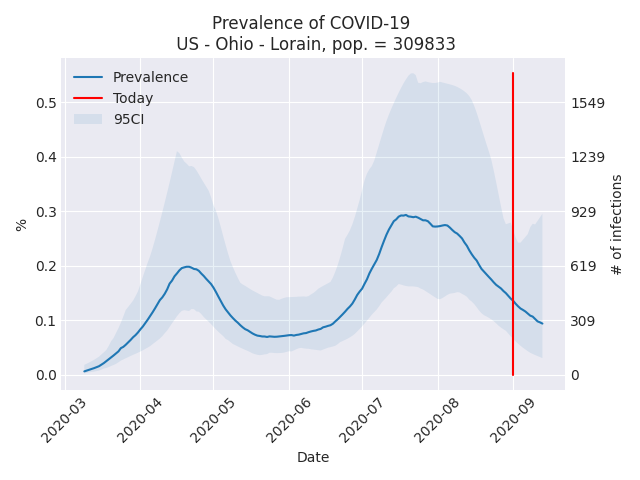 Prevalence of COVID-19
US - Ohio - Lorain, pop. = 309833
Prevalence
Today
95CI
%
0.5
0.4
0.3
0.2
0.1
0.0
1549
1239
929
619
309
0
# of infections
2020-03
2020-04
2020-05
2020-06
2020-07
2020-08
2020-09
Date